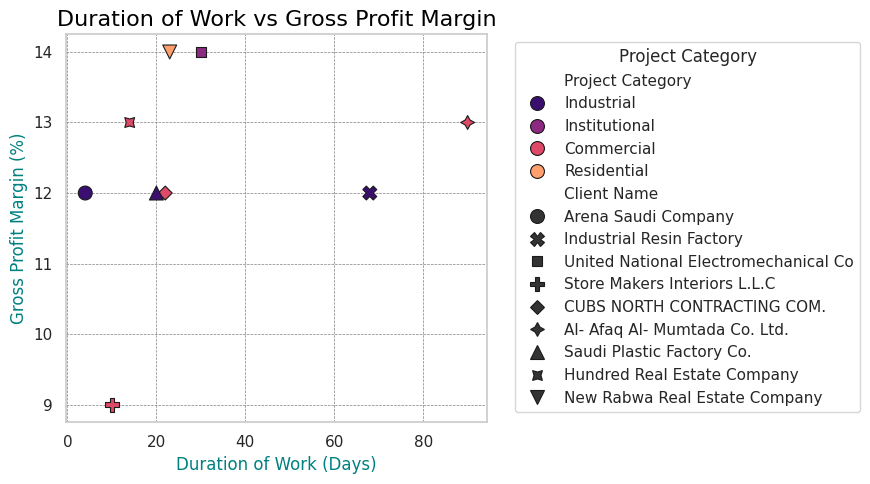 Duration of Work vs Gross Profit Margin
Gross Profit Margin (%)
14
13
12
11
10
9
0 20 40 60 80
Duration of Work (Days)
Project Category
Project Category
Industrial
Institutional
Commercial
Residential
Client Name
Arena Saudi Company
Industrial Resin Factory
United National Electromechanical Co
Store Makers Interiors L.L.C
CUBS NORTH CONTRACTING COM.
Al- Afaq Al- Mumtada Co. Ltd.
Saudi Plastic Factory Co.
Hundred Real Estate Company
New Rabwa Real Estate Company